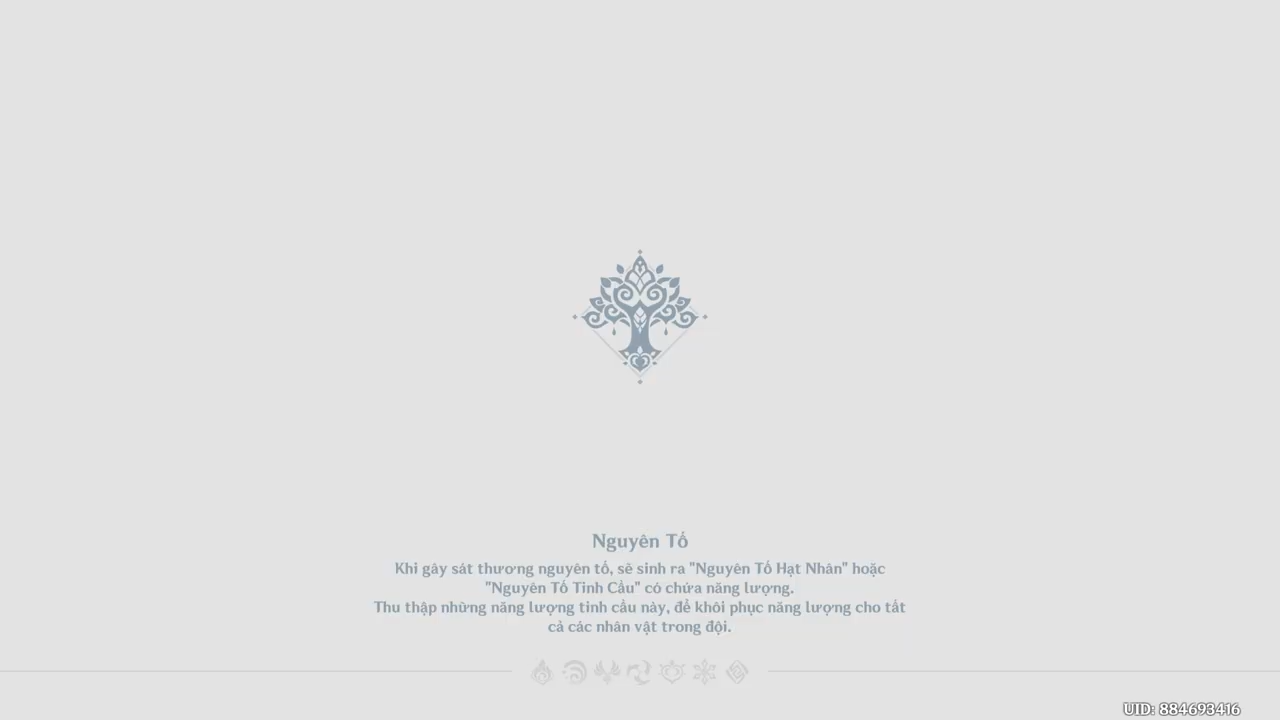 Nguyên Tố
Khi gây sát thương nguyên tố, sẽ sinh ra "Nguyên Tố Hạt Nhân" hoặc
"Nguyên Tố Tinh Cầu" có chứa năng lượng.
Thu thập những năng lượng tinh cầu này, để khôi phục năng lượng cho tất
cả các nhân vật trong đội.
UID: 884693416